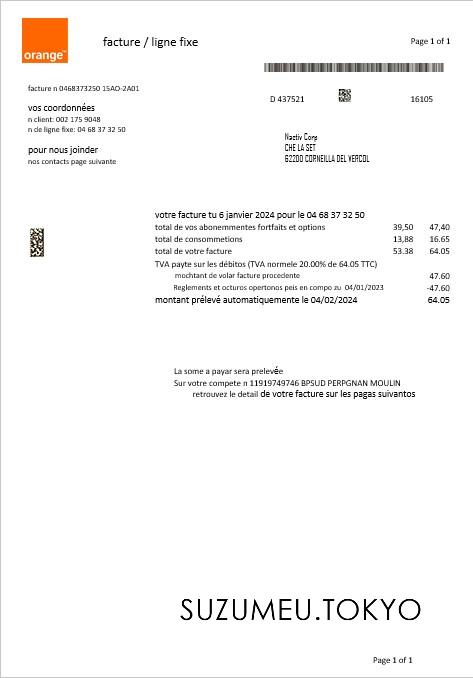 orange™
facture / ligne fixe
Page 1 of 1
facture n 0468373250 15AO-2A01
D 437521
16105
vos coordonnées
n client: 002 175 9048
n de ligne fixe: 04 68 37 32 50
Naztiv Corp
CHE LA SET
62200 CORNEILLA DEL VERCOL
pour nous joinder
nos contacts page suivante
votre facture tu 6 janvier 2024 pour le 04 68 37 32 50
total de vos abonemmentes fortfaits et options 39,50 47,40
total de consommetions 13,88 16.65
total de votre facture 53.38 64.05
TVA payte sur les débitos (TVA normele 20.00% de 64.05 TTC)
mochtant de volar facture procedente 47.60
Reglements et octuros opertonos peis en compo zu 04/01/2023 -47.60
montant prélevé automatiquemente le 04/02/2024 64.05
La some a payar sera prelevée
Sur votre compete n 11919749746 BPSUD PERPGNAN MOULIN
retrouvez le detail de votre facture sur les pagas suivantos
SUZUMEU.TOKYO
Page 1 of 1